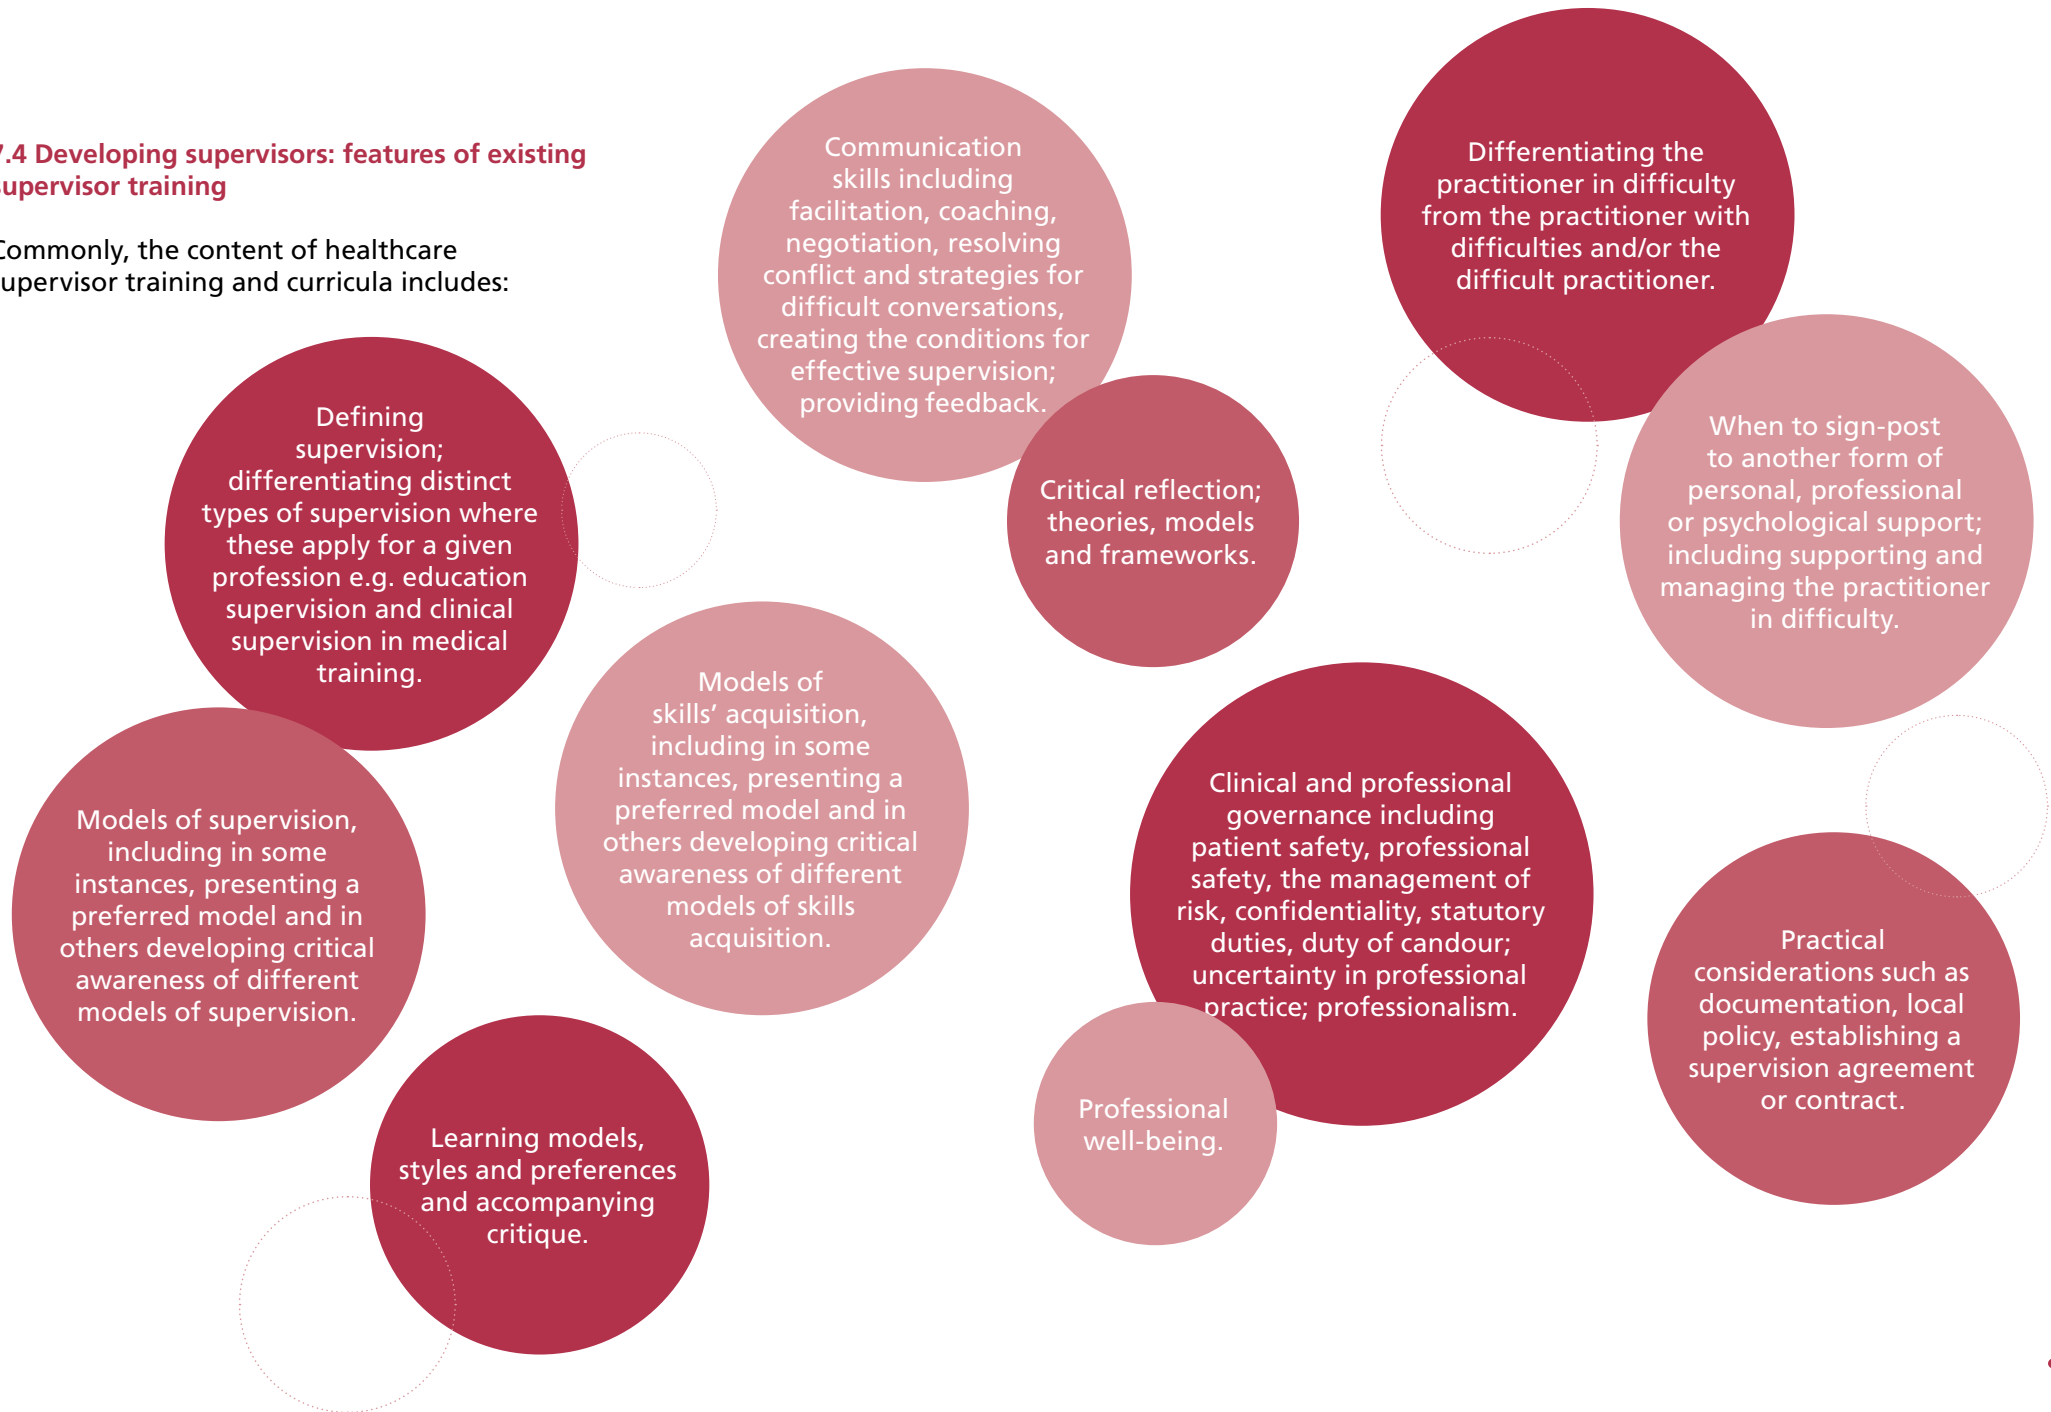 7.4 Developing supervisors: features of existing
supervisor training
Commonly, the content of healthcare
supervisor training and curricula includes:
Defining
supervision;
differentiating distinct
types of supervision where
these apply for a given
profession e.g. education
supervision and clinical
supervision in medical
training.
Models of supervision,
including in some
instances, presenting a
preferred model and in
others developing critical
awareness of different
models of supervision.
Learning models,
styles and preferences
and accompanying
critique.
Models of
skills’ acquisition,
including in some
instances, presenting a
preferred model and in
others developing critical
awareness of different
models of skills
acquisition.
Communication
skills including
facilitation, coaching,
negotiation, resolving
conflict and strategies for
difficult conversations,
creating the conditions for
effective supervision;
providing feedback.
Critical reflection;
theories, models
and frameworks.
Clinical and professional
governance including
patient safety, professional
safety, the management of
risk, confidentiality, statutory
duties, duty of candour;
uncertainty in professional
practice; professionalism.
Professional
well-being.
Differentiating the
practitioner in difficulty
from the practitioner with
difficulties and/or the
difficult practitioner.
When to sign-post
to another form of
personal, professional
or psychological support;
including supporting and
managing the practitioner
in difficulty.
Practical
considerations such as
documentation, local
policy, establishing a
supervision agreement
or contract.